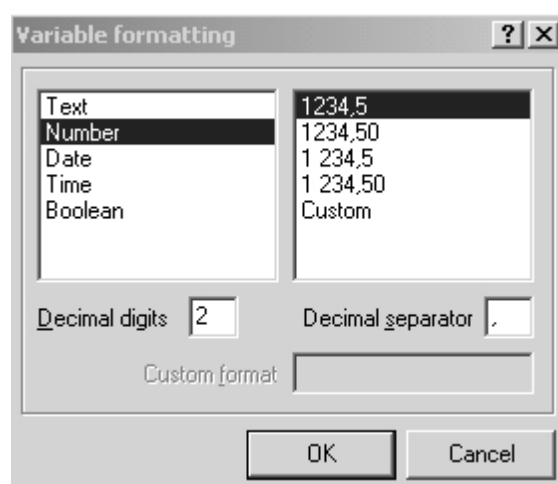 Variable formatting
Text
Number
Date
Time
Boolean
1234,5
1234,50
1 234,5
1 234,50
Custom
Decimal digits 2 Decimal separator ,
Custom format
OK Cancel